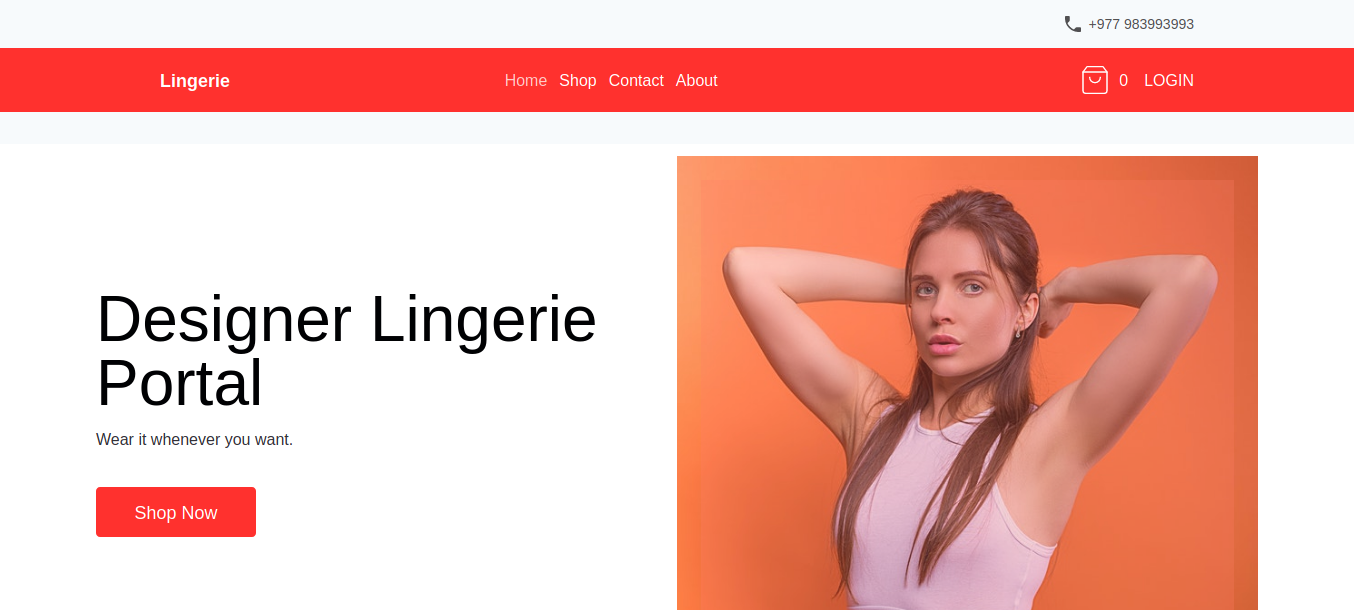 +977 983993993
Lingerie
Home Shop Contact About
0 LOGIN
Designer Lingerie
Portal
Wear it whenever you want.
Shop Now